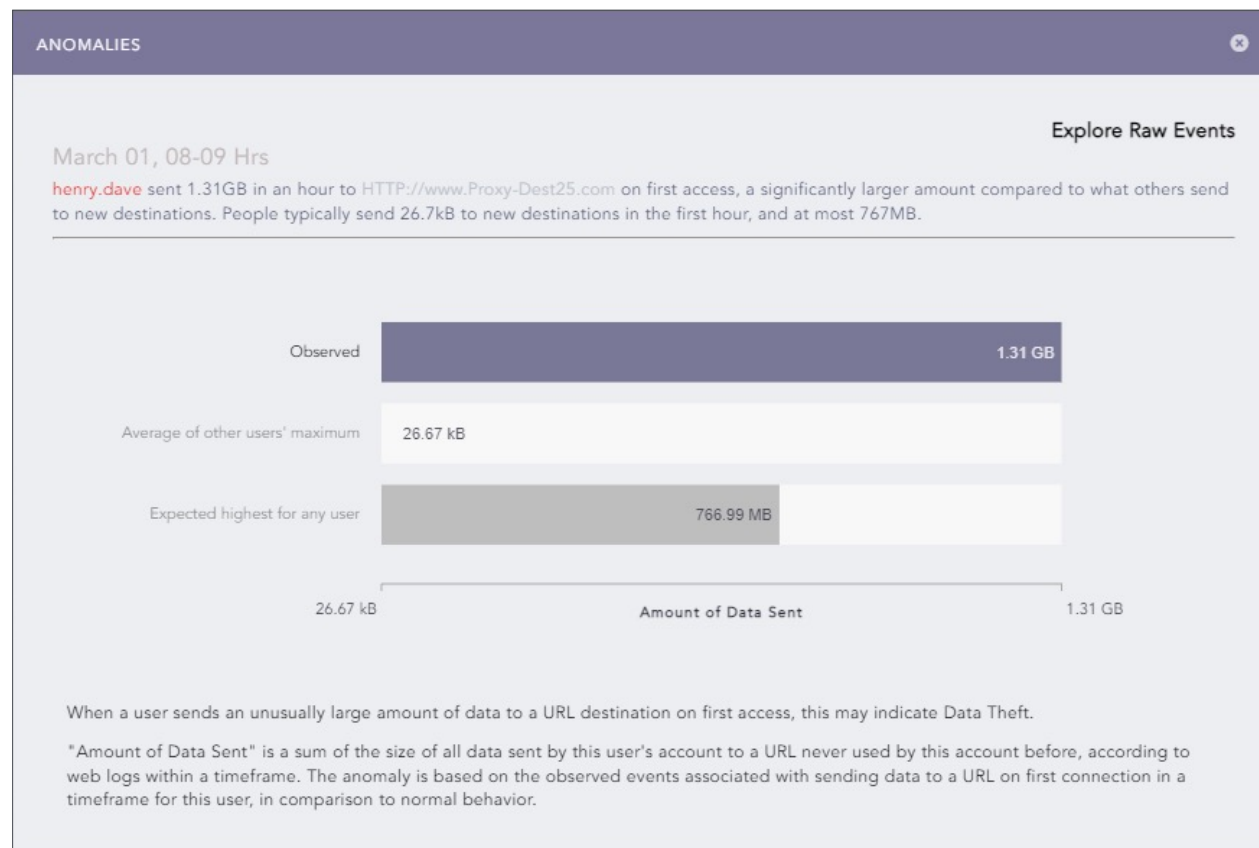 ANOMALIES
Explore Raw Events
March 01, 08-09 Hrs
henry.dave sent 1.31GB in an hour to HTTP://www.Proxy-Dest25.com on first access, a significantly larger amount compared to what others send
to new destinations. People typically send 26.7kB to new destinations in the first hour, and at most 767MB.
Observed 1.31 GB
Average of other users' maximum 26.67 kB
Expected highest for any user 766.99 MB
26.67 kB Amount of Data Sent 1.31 GB
When a user sends an unusually large amount of data to a URL destination on first access, this may indicate Data Theft.
"Amount of Data Sent" is a sum of the size of all data sent by this user's account to a URL never used by this account before, according to
web logs within a timeframe. The anomaly is based on the observed events associated with sending data to a URL on first connection in a
timeframe for this user, in comparison to normal behavior.